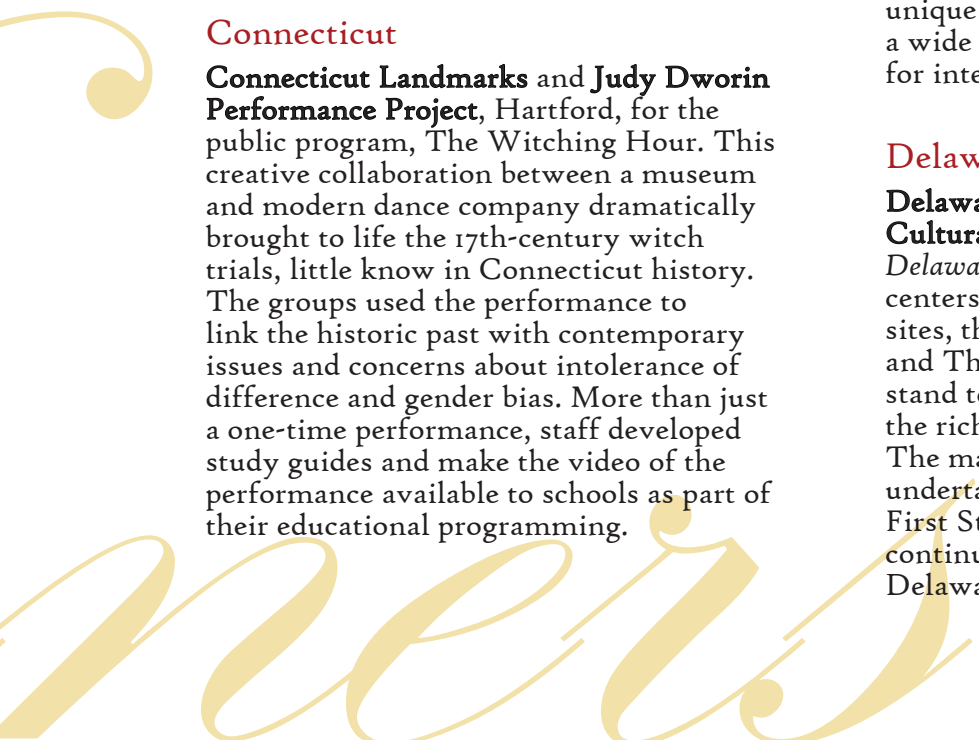 Connecticut
Connecticut Landmarks and Judy Dworin
Performance Project, Hartford, for the
public program, The Witching Hour. This
creative collaboration between a museum
and modern dance company dramatically
brought to life the 17th-century witch
trials, little know in Connecticut history.
The groups used the performance to
link the historic past with contemporary
issues and concerns about intolerance of
difference and gender bias. More than just
a one-time performance, staff developed
study guides and make the video of the
performance available to schools as part of
their educational programming.
unique
a wide
for inte
Delaw
Delawa
Cultura
Delawa
centers
sites, th
and Th
stand to
the rich
The ma
underta
First St
continu
Delawa
ners